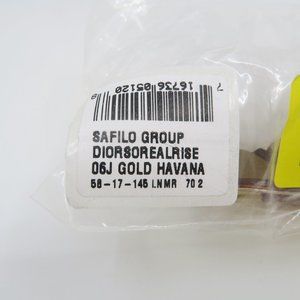 7 16736 05120 8
SAFILO GROUP
DIORSOREALRISE
06J GOLD HAVANA
58-17-145 LNMR 702